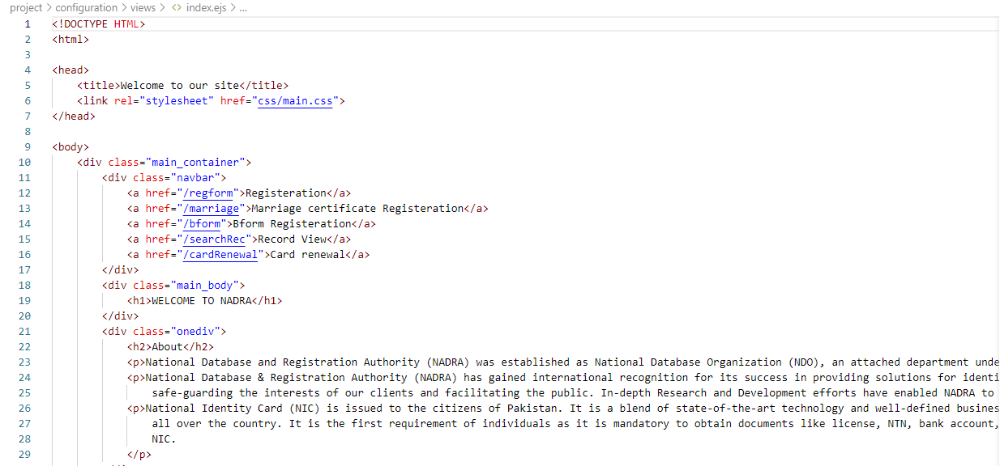 project > configuration > views > <> index.ejs > ...
1 <!DOCTYPE HTML>
2 <html>
3
4 <head>
5 <title>Welcome to our site</title>
6 <link rel="stylesheet" href="css/main.css">
7 </head>
8
9 <body>
10 <div class="main_container">
11 <div class="navbar">
12 <a href="/regform">Registeration</a>
13 <a href="/marriage">Marriage certificate Registeration</a>
14 <a href="/bform">Bform Registeration</a>
15 <a href="/searchRec">Record View</a>
16 <a href="/cardRenewal">Card renewal</a>
17 </div>
18 <div class="main_body">
19 <h1>WELCOME TO NADRA</h1>
20 </div>
21 <div class="onediv">
22 <h2>About</h2>
23 <p>National Database and Registration Authority (NADRA) was established as National Database Organization (NDO), an attached department unde
24 <p>National Database & Registration Authority (NADRA) has gained international recognition for its success in providing solutions for identi
25 safe-guarding the interests of our clients and facilitating the public. In-depth Research and Development efforts have enabled NADRA to
26 <p>National Identity Card (NIC) is issued to the citizens of Pakistan. It is a blend of state-of-the-art technology and well-defined busines
27 all over the country. It is the first requirement of individuals as it is mandatory to obtain documents like license, NTN, bank account,
28 NIC.
29 </p>